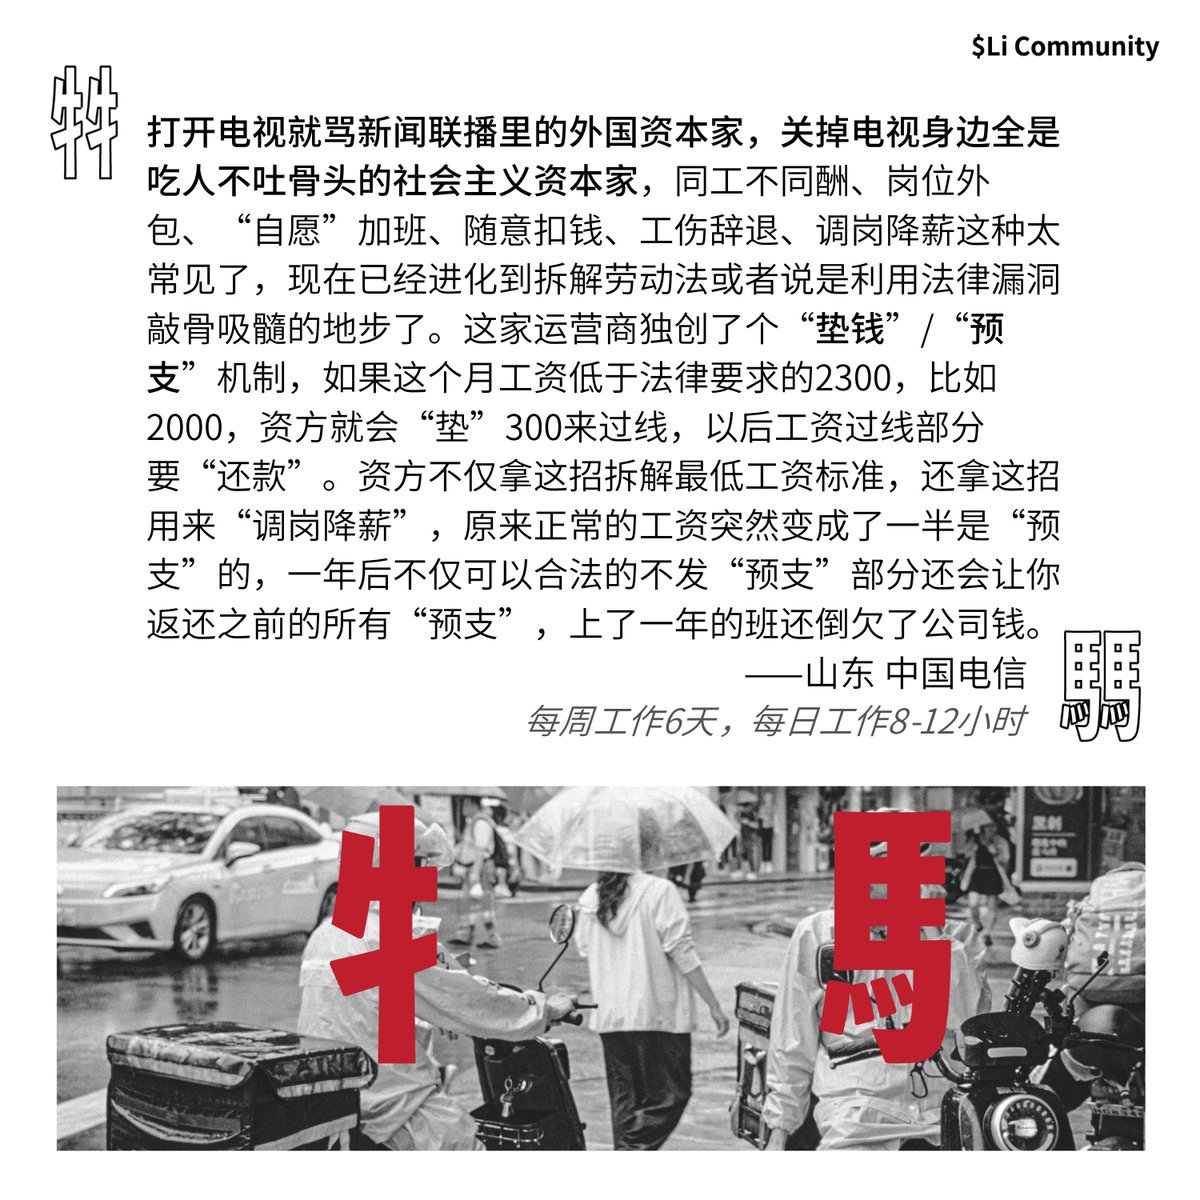 $Li Community
牛牛
打开电视就骂新闻联播里的外国资本家，关掉电视身边全是
吃人不吐骨头的社会主义资本家，同工不同酬、岗位外
包、“自愿”加班、随意扣钱、工伤辞退、调岗降薪这种太
常见了，现在已经进化到拆解劳动法或者说是利用法律漏洞
敲骨吸髓的地步了。这家运营商独创了个“垫钱”/“预
支”机制，如果这个月工资低于法律要求的2300，比如
2000，资方就会“垫”300来过线，以后工资过线部分
要“还款”。资方不仅拿这招拆解最低工资标准，还拿这招
用来“调岗降薪”，原来正常的工资突然变成了一半是“预
支”的，一年后不仅可以合法的不发“预支”部分还会让你
返还之前的所有“预支”，上了一年的班还倒欠了公司钱。
——山东 中国电信
每周工作6天，每日工作8-12小时
馬馬
牛 馬